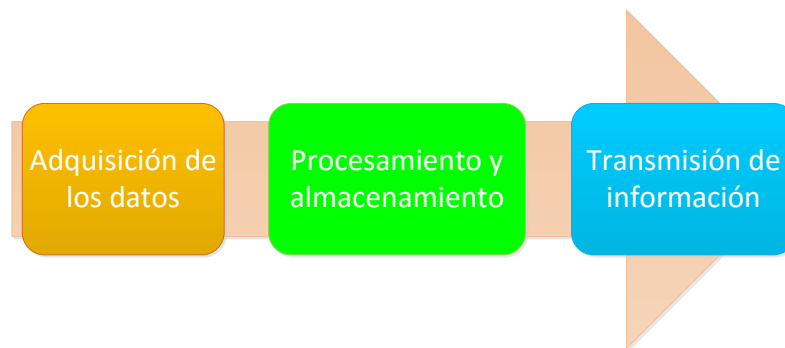 Adquisición de
los datos
Procesamiento y
almacenamiento
Transmisión de
información